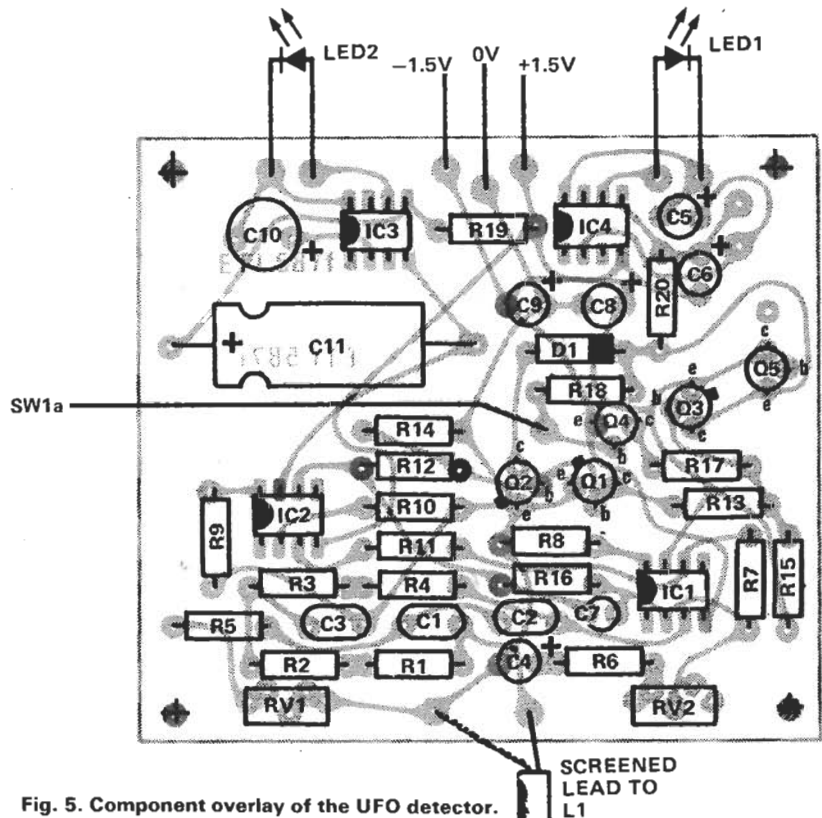 LED2
−1.5V
0V
+1.5V
LED1
C10
IC3
R19
IC4
C5
C6
R20
C9
C8
C11
D1
c
Q5
b
e
R18
SW1a
e
b
Q3
c
e
Q4
c
b
R14
R12
c
Q2
b
e
e
Q1
c
b
R17
R13
R10
IC2
R9
R11
R8
R3
R4
R16
IC1
R7
R15
R5
C3
C1
C2
C7
R2
R1
C4
R6
RV1
RV2
SCREENED
LEAD TO
L1
Fig. 5. Component overlay of the UFO detector.